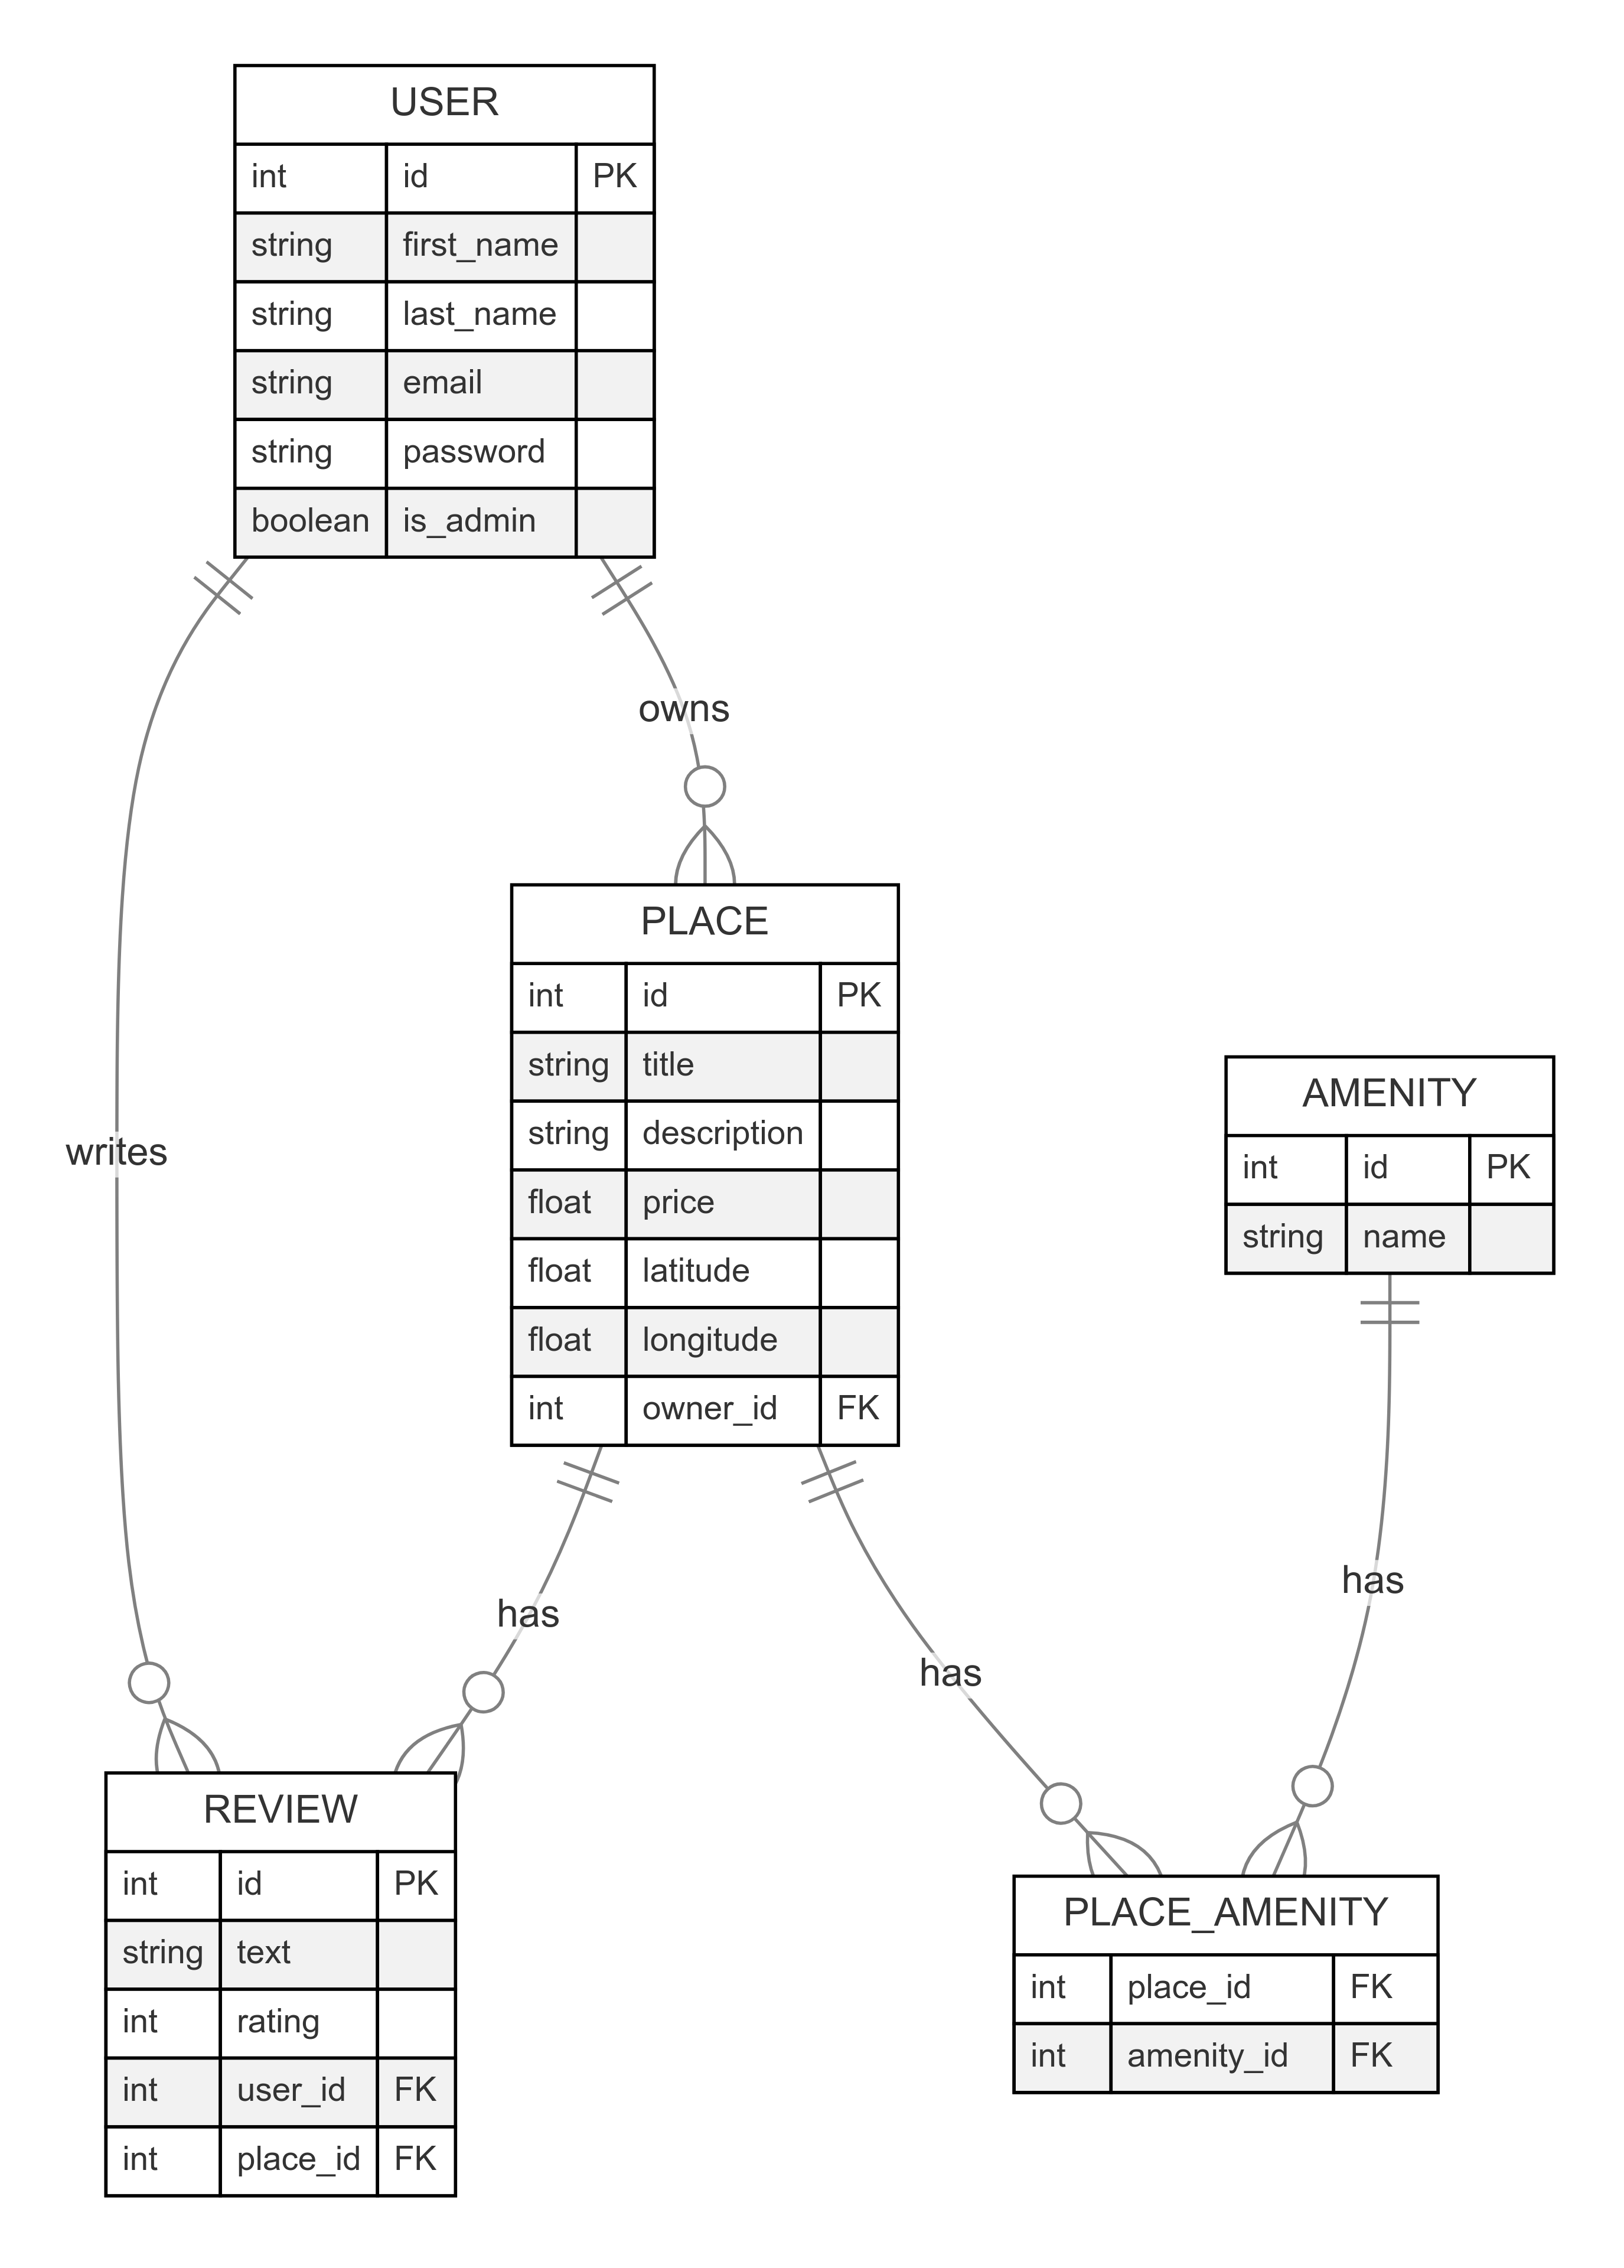 USER
int id PK
string first_name
string last_name
string email
string password
boolean is_admin
owns
PLACE
int id PK
string title
string description
float price
float latitude
float longitude
int owner_id FK
AMENITY
int id PK
string name
writes
has
has
has
REVIEW
int id PK
string text
int rating
int user_id FK
int place_id FK
PLACE_AMENITY
int place_id FK
int amenity_id FK